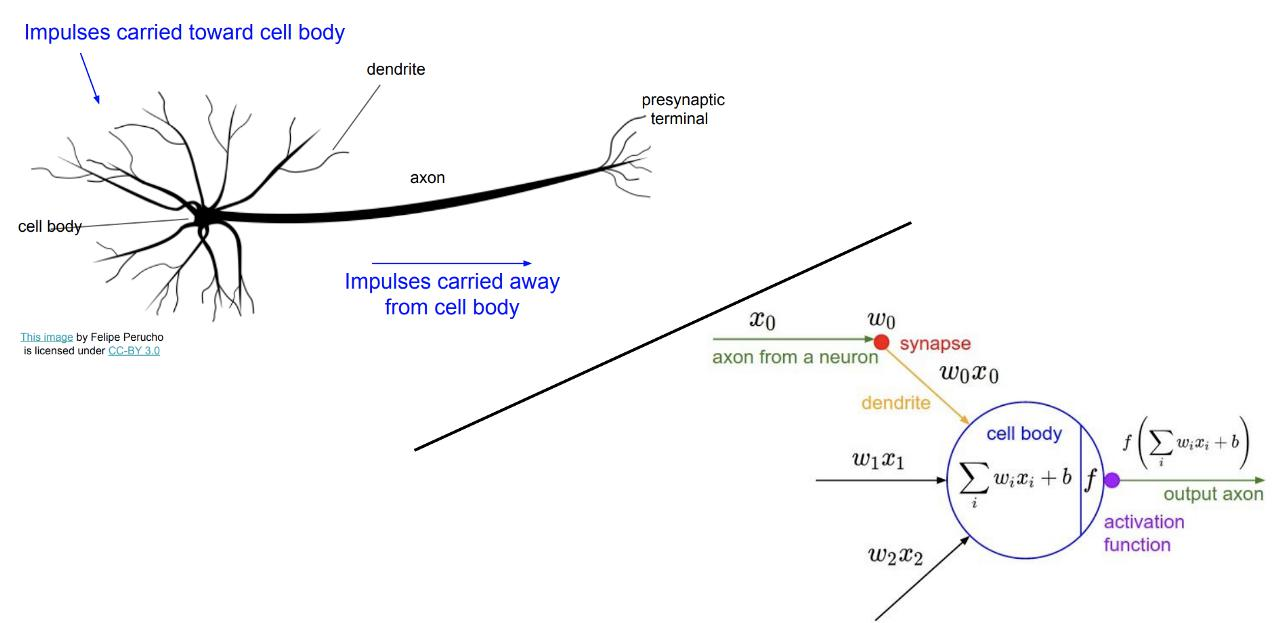 Impulses carried toward cell body
dendrite
presynaptic
terminal
axon
cell body
Impulses carried away
from cell body
This image by Felipe Perucho
is licensed under CC-BY 3.0
x₀
w₀
synapse
axon from a neuron
w₀x₀
dendrite
cell body
f(∑ᵢ wᵢxᵢ + b)
w₁x₁
∑ᵢ wᵢxᵢ + b
f
output axon
activation
function
w₂x₂